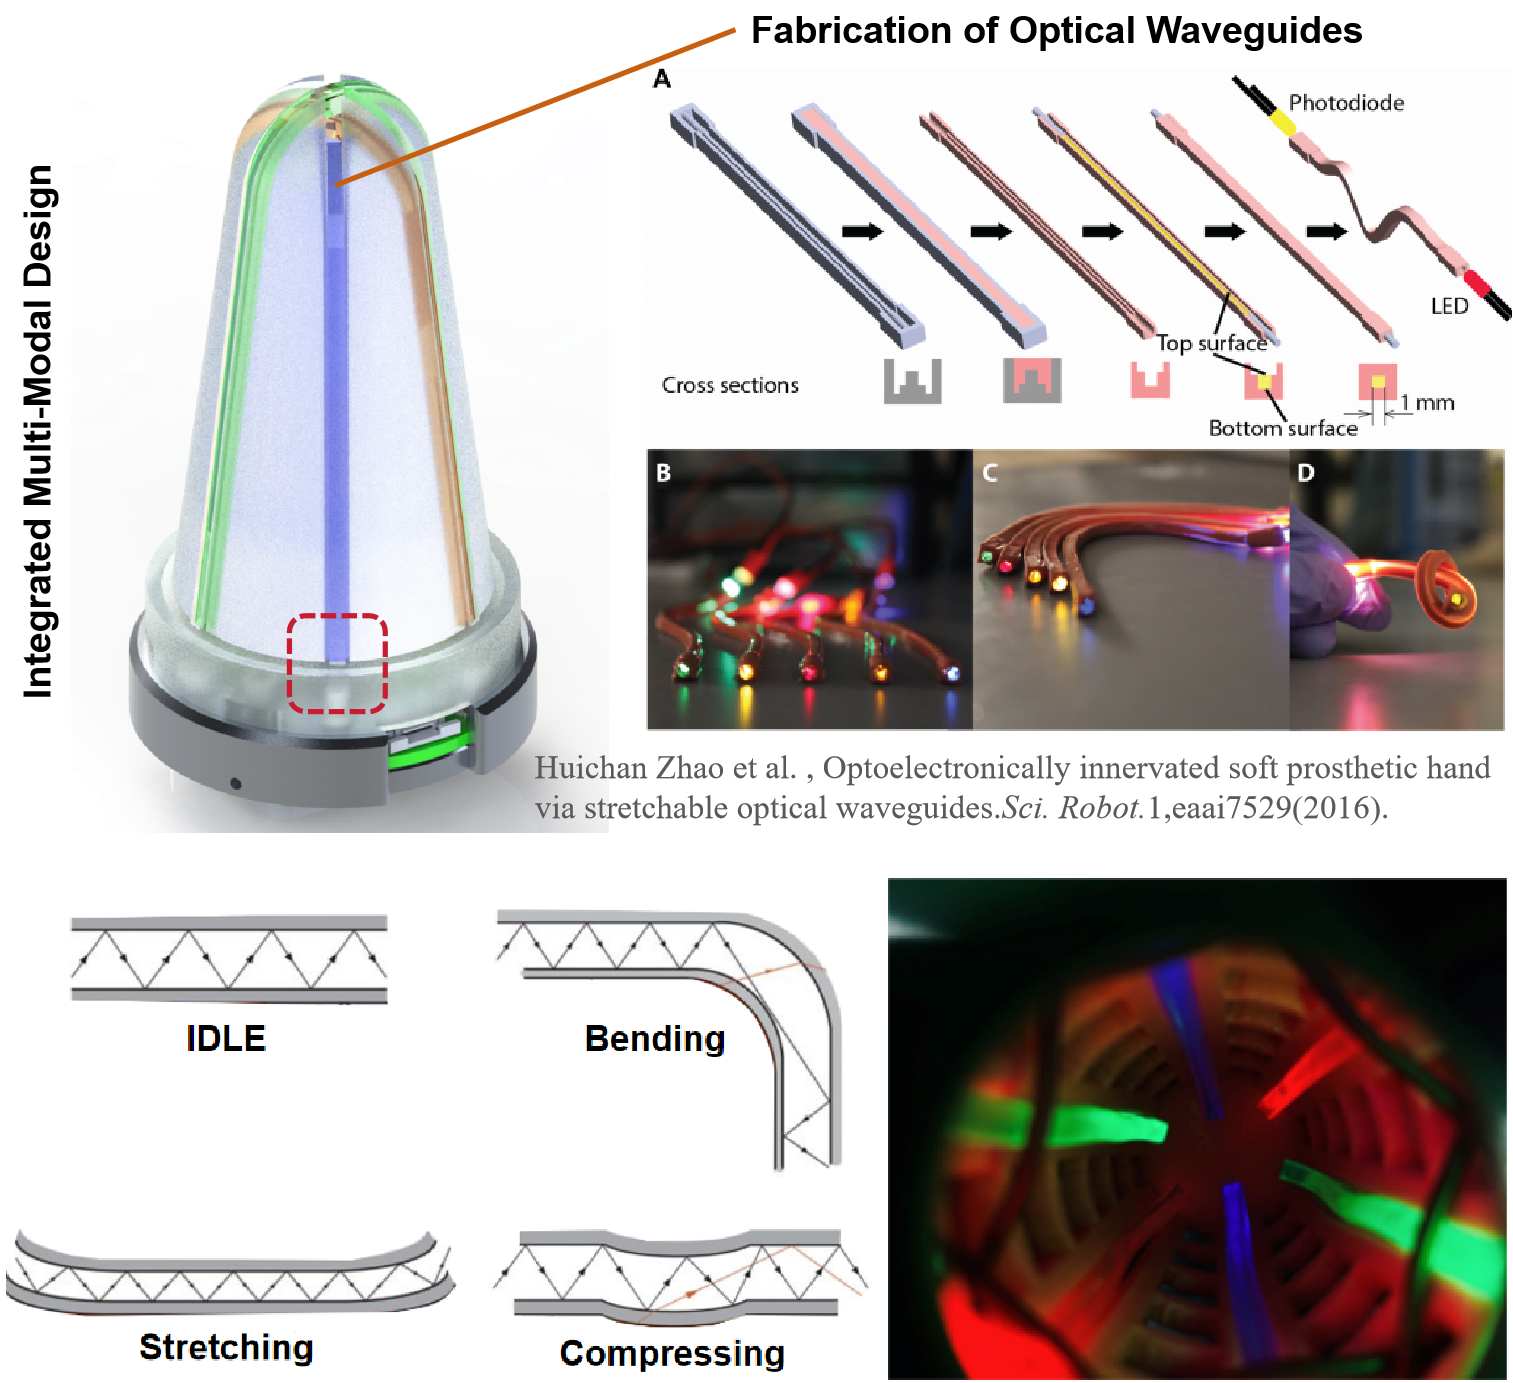 Fabrication of Optical Waveguides
Integrated Multi-Modal Design
A
Photodiode
LED
Top surface
Cross sections
1 mm
Bottom surface
B
C
D
Huichan Zhao et al. , Optoelectronically innervated soft prosthetic hand
via stretchable optical waveguides.Sci. Robot.1,eaai7529(2016).
IDLE
Bending
Stretching
Compressing